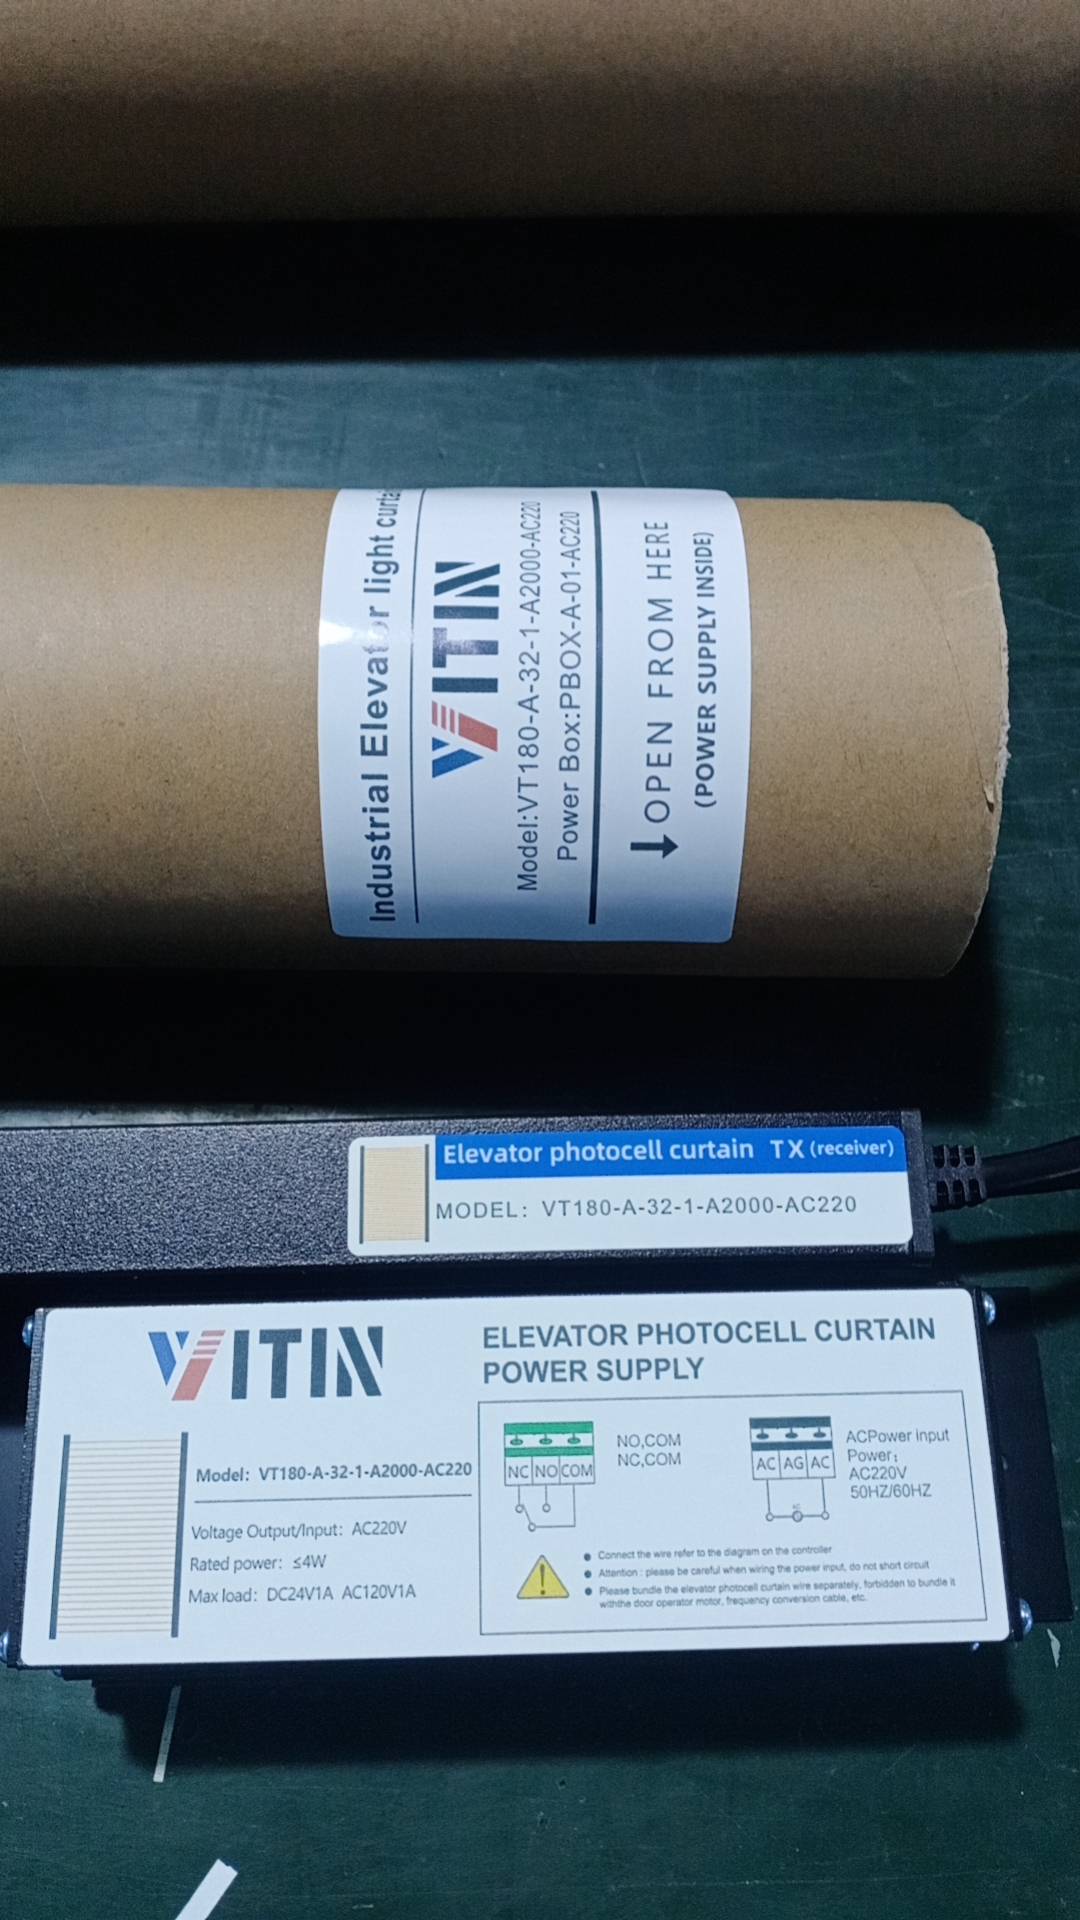 Industrial Elevator light curta
VITIN
Model:VT180-A-32-1-A2000-AC220
Power Box:PBOX-A-01-AC220
OPEN FROM HERE
(POWER SUPPLY INSIDE)
Elevator photocell curtain TX (receiver)
MODEL: VT180-A-32-1-A2000-AC220
VITIN
ELEVATOR PHOTOCELL CURTAIN
POWER SUPPLY
Model: VT180-A-32-1-A2000-AC220
Voltage Output/Input: AC220V
Rated power: ≤4W
Max load: DC24V1A AC120V1A
NC NO COM
NO,COM
NC,COM
AC AG AC
AC
ACPower input
Power:
AC220V
50HZ/60HZ
Connect the wire refer to the diagram on the controller
Attention : please be careful when wiring the power input, do not short circuit
Please bundle the elevator photocell curtain wire separately, forbidden to bundle it
withthe door operator motor, frequency conversion cable, etc.